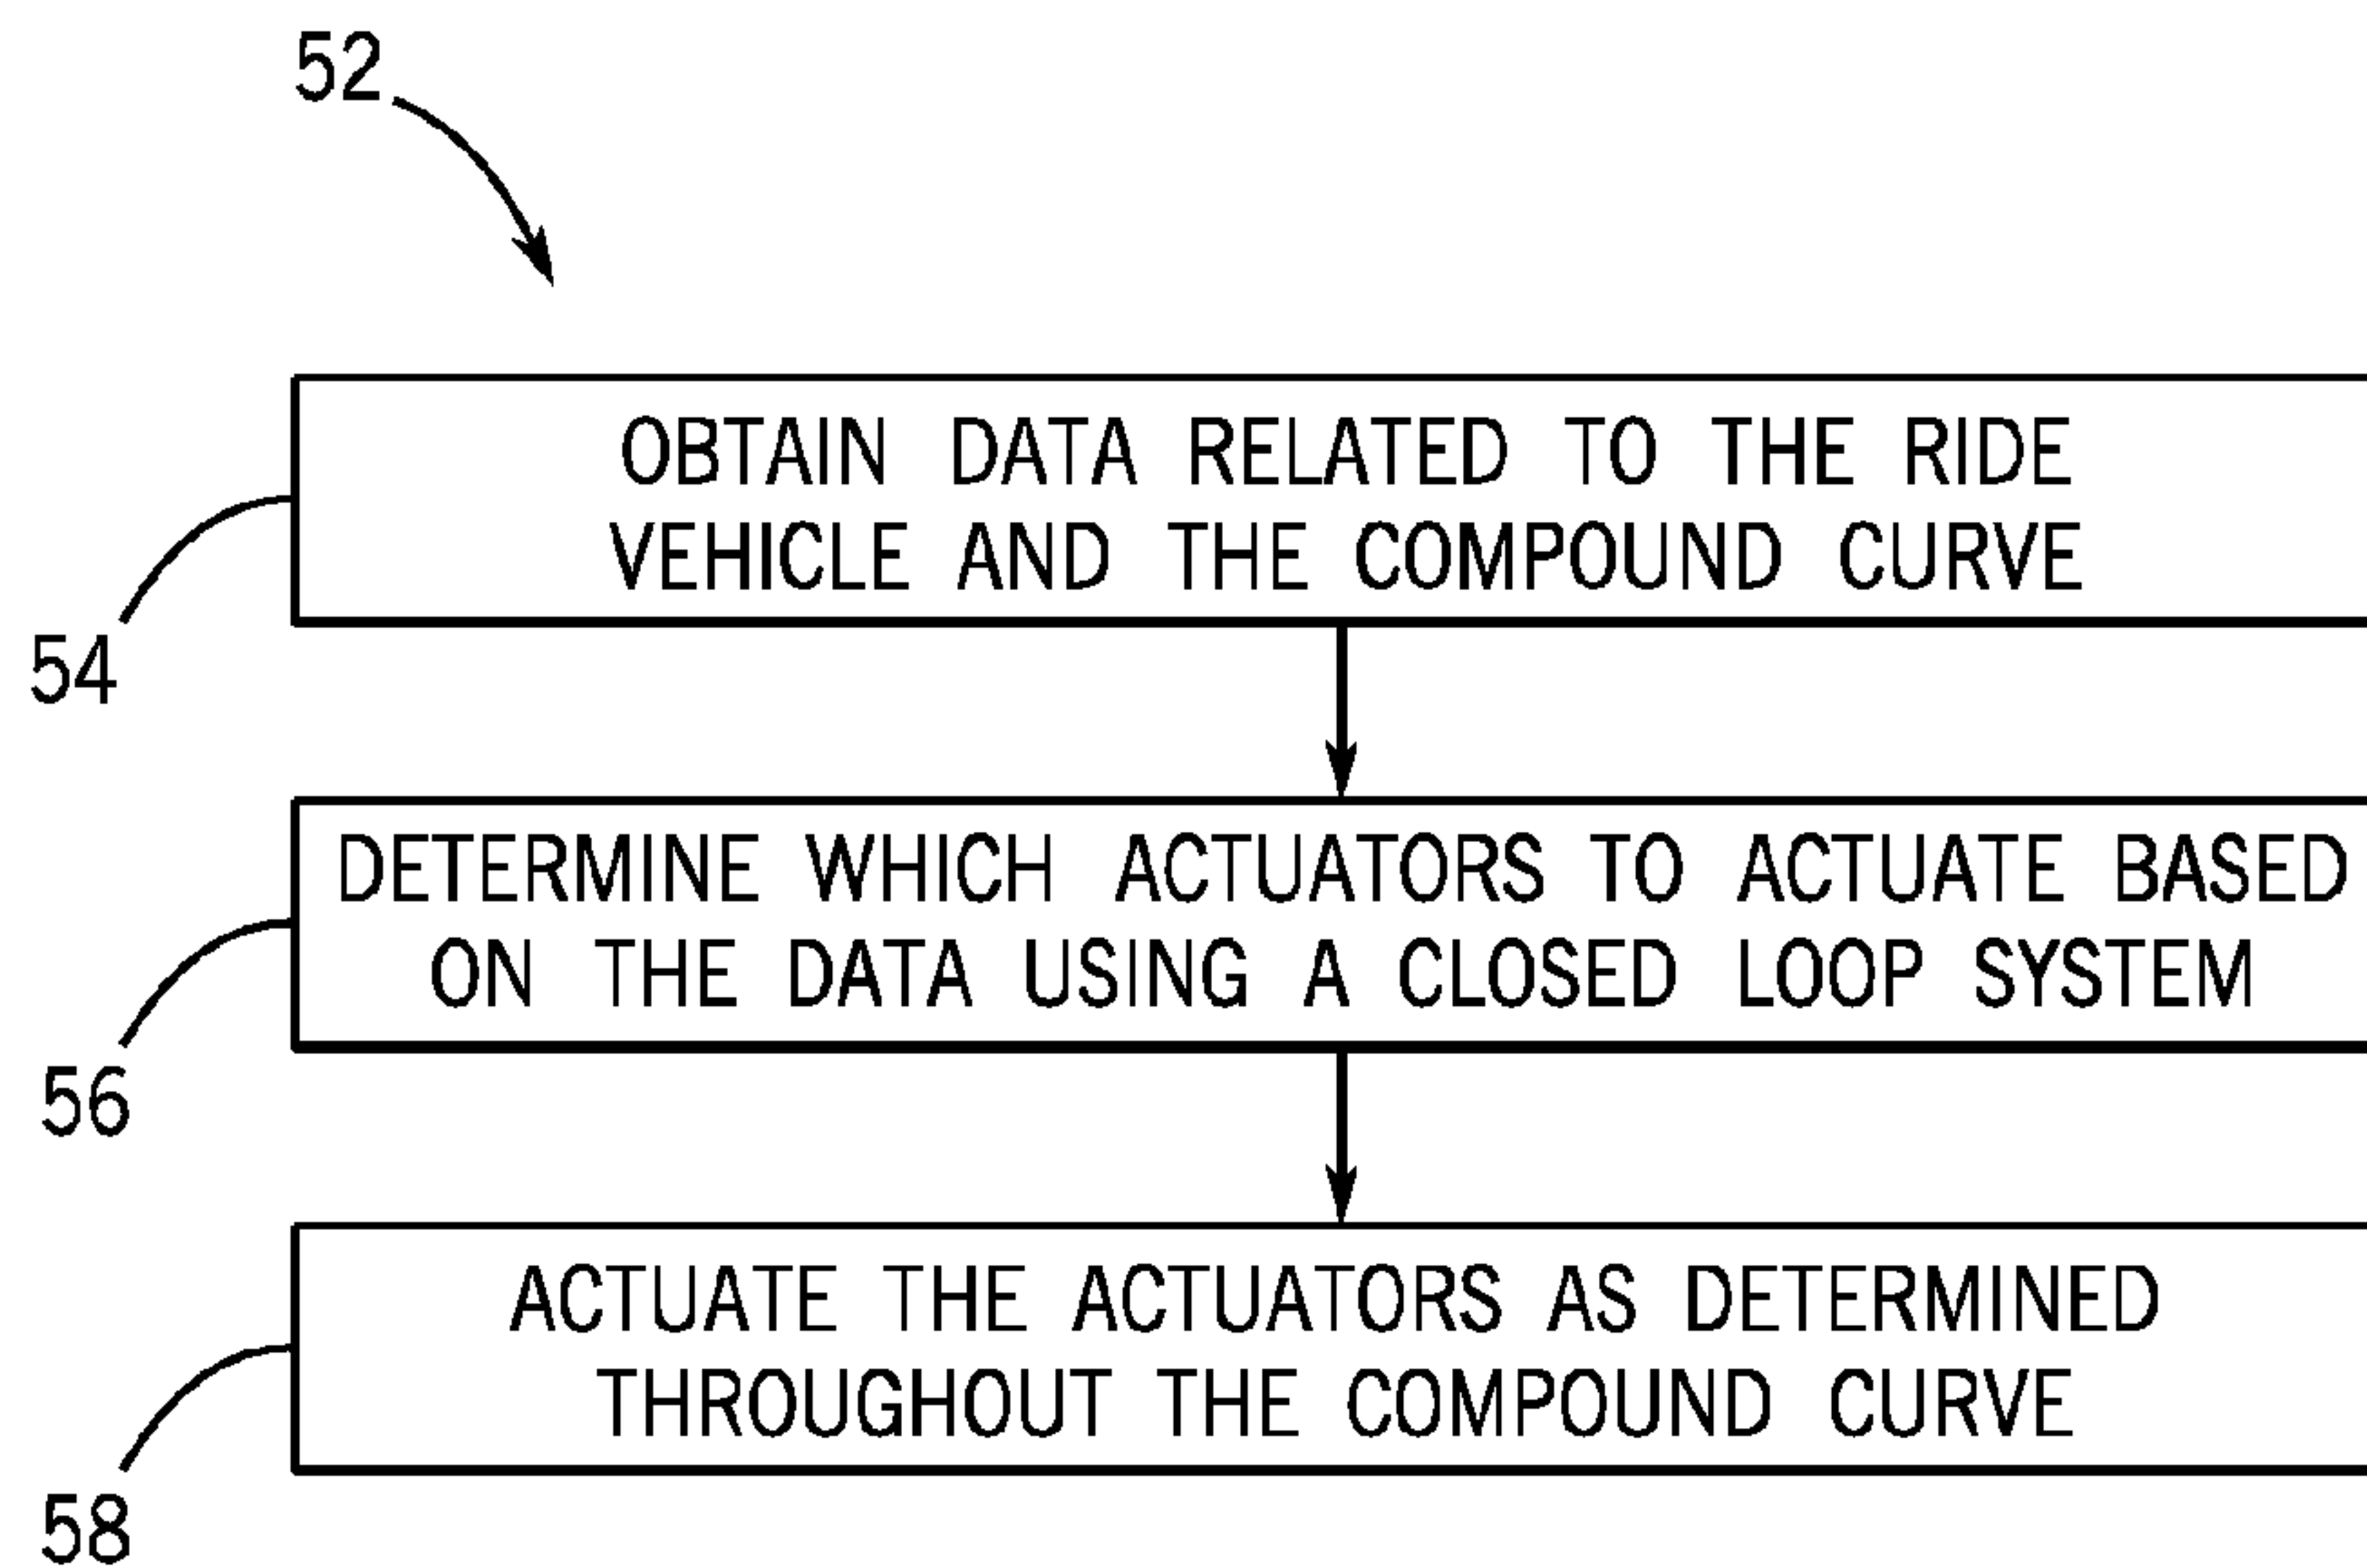 52
OBTAIN DATA RELATED TO THE RIDE
VEHICLE AND THE COMPOUND CURVE
54
DETERMINE WHICH ACTUATORS TO ACTUATE BASED
ON THE DATA USING A CLOSED LOOP SYSTEM
56
ACTUATE THE ACTUATORS AS DETERMINED
THROUGHOUT THE COMPOUND CURVE
58